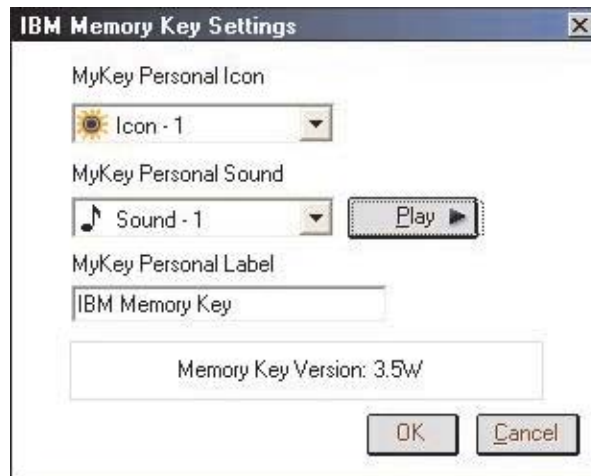 IBM Memory Key Settings
MyKey Personal Icon
Icon - 1
MyKey Personal Sound
Sound - 1
Play
MyKey Personal Label
IBM Memory Key
Memory Key Version: 3.5W
OK Cancel